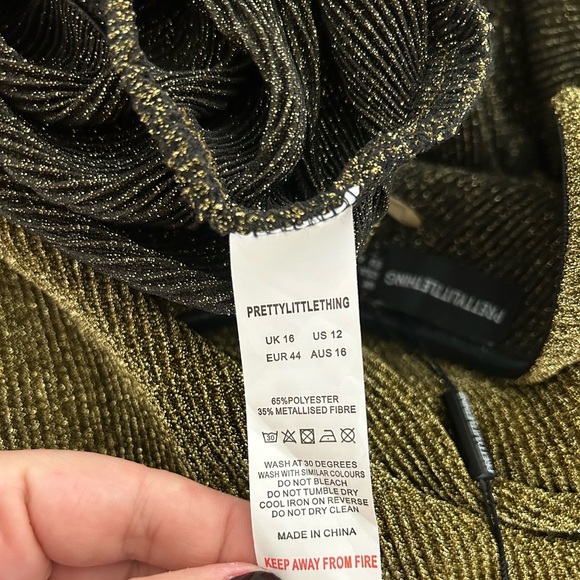 PRETTYLITTLETHING
UK 16 US 12
EUR 44 AUS 16
65%POLYESTER
35% METALLISED FIBRE
30
WASH AT 30 DEGREES
WASH WITH SIMILAR COLOURS
DO NOT BLEACH
DO NOT TUMBLE DRY
COOL IRON ON REVERSE
DO NOT DRY CLEAN
MADE IN CHINA
KEEP AWAY FROM FIRE
PRETTYLITTLETHING